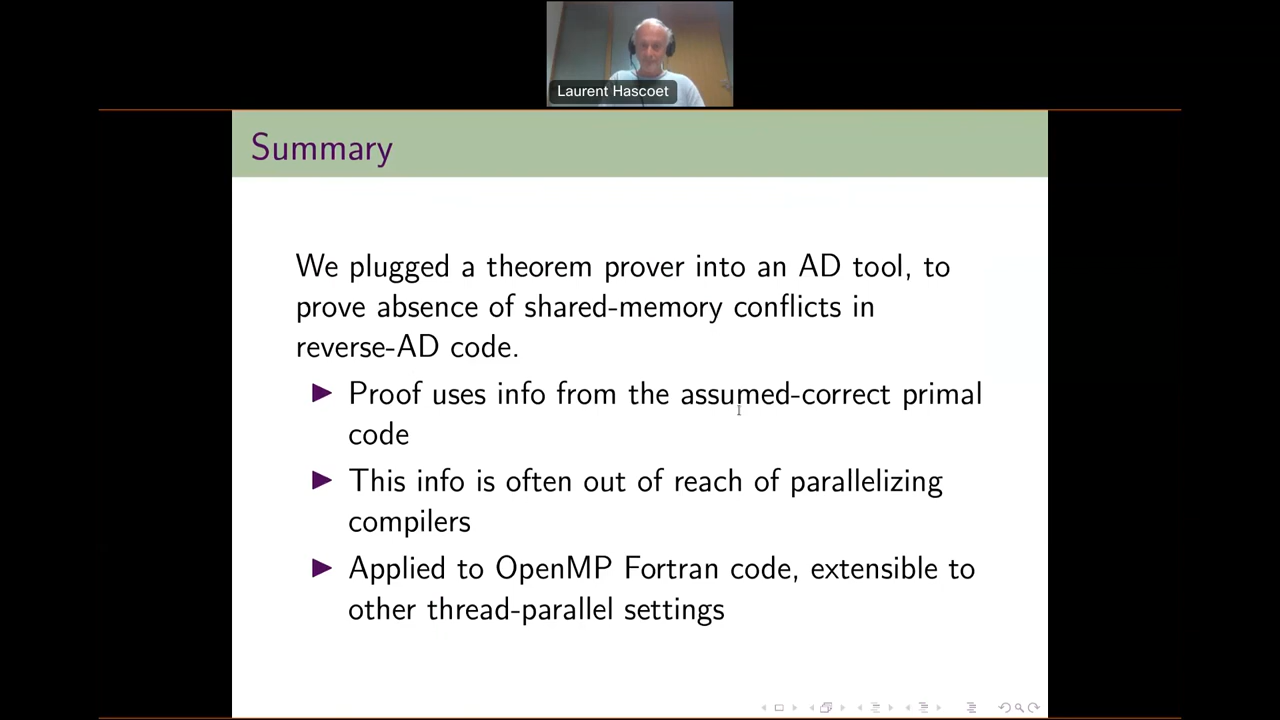 Laurent Hascoet
Summary
We plugged a theorem prover into an AD tool, to
prove absence of shared-memory conflicts in
reverse-AD code.
Proof uses info from the assumed-correct primal
code
This info is often out of reach of parallelizing
compilers
Applied to OpenMP Fortran code, extensible to
other thread-parallel settings